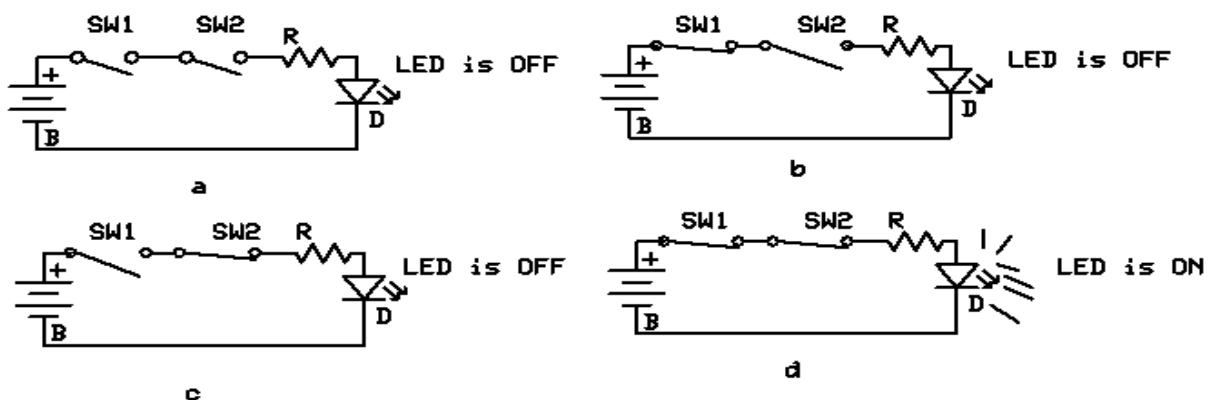 SW1 SW2 R
+ LED is OFF
B D
a
SW1 SW2 R
+ LED is OFF
B D
b
SW1 SW2 R
+ LED is OFF
B D
c
SW1 SW2 R
+ LED is ON
B D
d